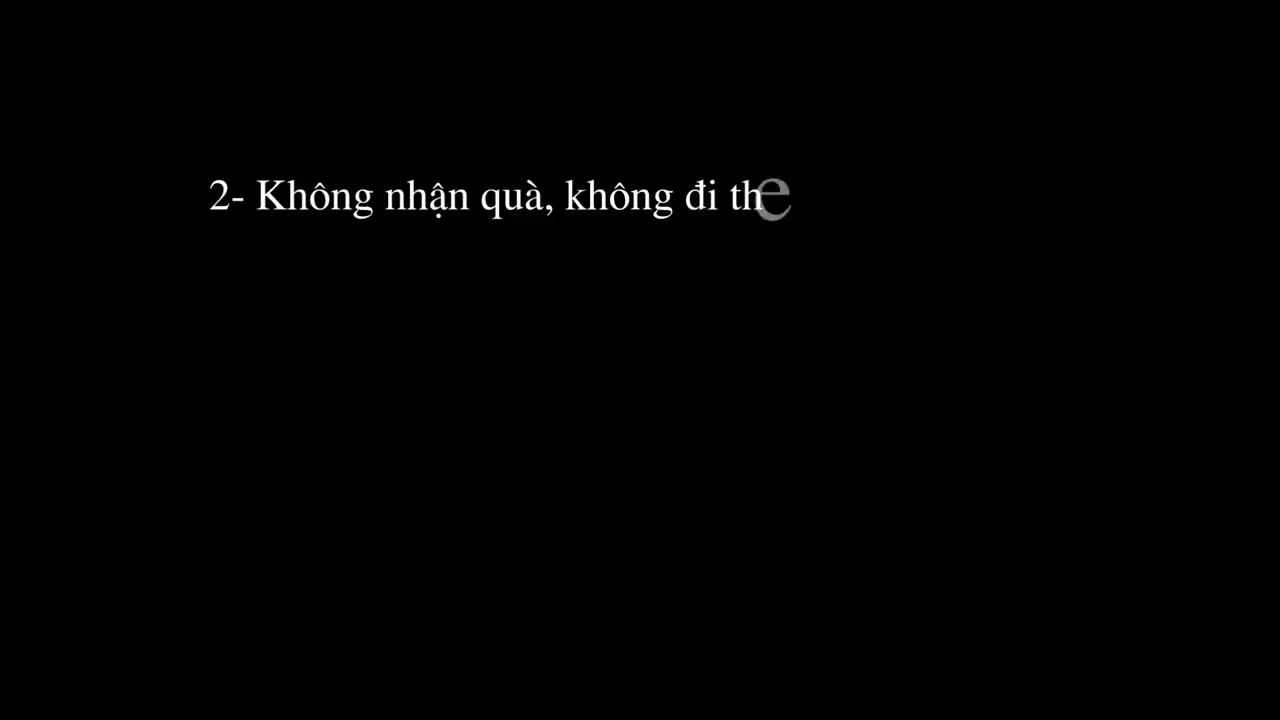 2- Không nhận quà, không đi the